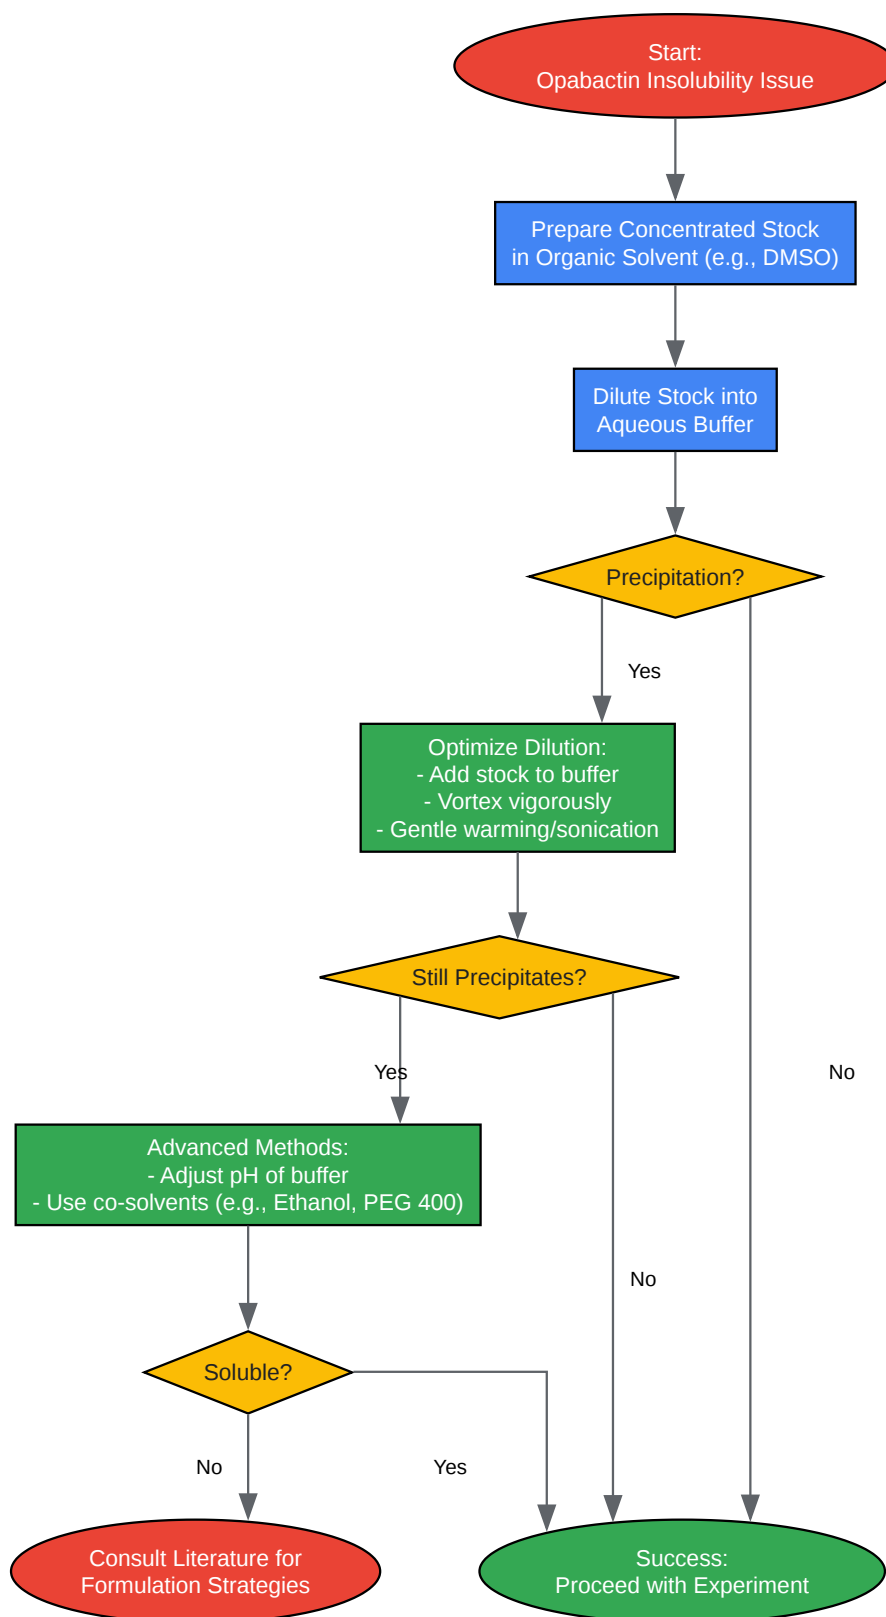 Start:
Opabactin Insolubility Issue
Prepare Concentrated Stock
in Organic Solvent (e.g., DMSO)
Dilute Stock into
Aqueous Buffer
Precipitation?
Yes
Optimize Dilution:
- Add stock to buffer
- Vortex vigorously
- Gentle warming/sonication
Still Precipitates?
Yes
No
Advanced Methods:
- Adjust pH of buffer
- Use co-solvents (e.g., Ethanol, PEG 400)
No
Soluble?
No
Yes
Consult Literature for
Formulation Strategies
Success:
Proceed with Experiment